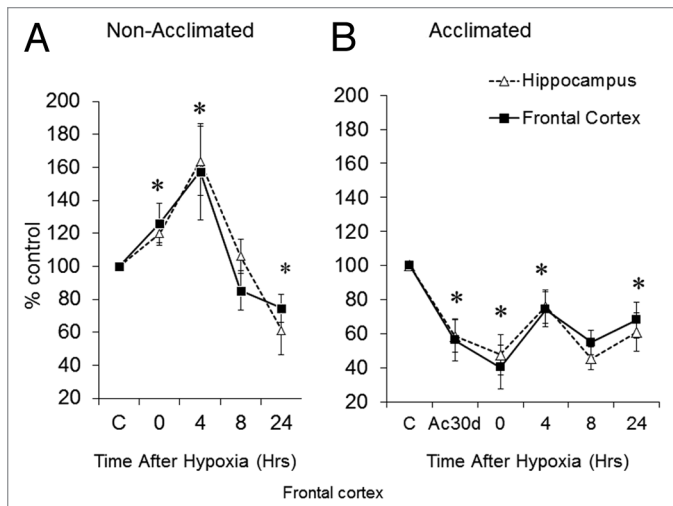 A
Non-Acclimated
B
Acclimated
Hippocampus
Frontal Cortex
% control
200
180
160
140
120
100
80
60
40
20
* * *
C 0 4 8 24
Time After Hypoxia (Hrs)
200
180
160
140
120
100
80
60
40
20
* * * *
C Ac30d 0 4 8 24
Time After Hypoxia (Hrs)
Frontal cortex